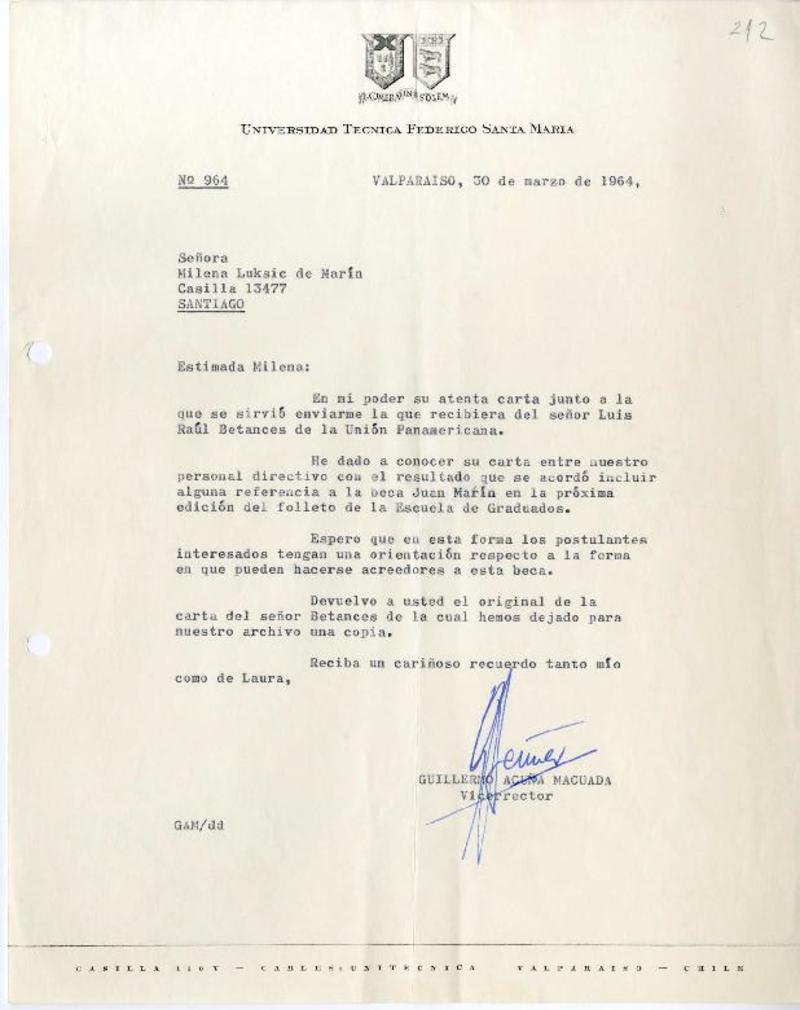 212
UNIVERSIDAD TECNICA FEDERICO SANTA MARIA
Nº 964 VALPARAISO, 30 de marzo de 1964,
Señora
Milena Luksic de Marín
Casilla 13477
SANTIAGO
Estimada Milena:
En mi poder su atenta carta junto a la
que se sirvió enviarme la que recibiera del señor Luis
Raúl Betances de la Unión Panamericana.
He dado a conocer su carta entre nuestro
personal directivo con el resultado que se acordó incluir
alguna referencia a la beca Juan Marín en la próxima
edición del folleto de la Escuela de Graduados.
Espero que en esta forma los postulantes
interesados tengan una orientación respecto a la forma
en que pueden hacerse acreedores a esta beca.
Devuelvo a usted el original de la
carta del señor Betances de la cual hemos dejado para
nuestro archivo una copia.
Reciba un cariñoso recuerdo tanto mío
como de Laura,
GUILLERMO ACUÑA MACUADA
Vicerrector
GAM/dd
CASILLA 110 V — CABLES: UNITECNICA VALPARAISO — CHILE